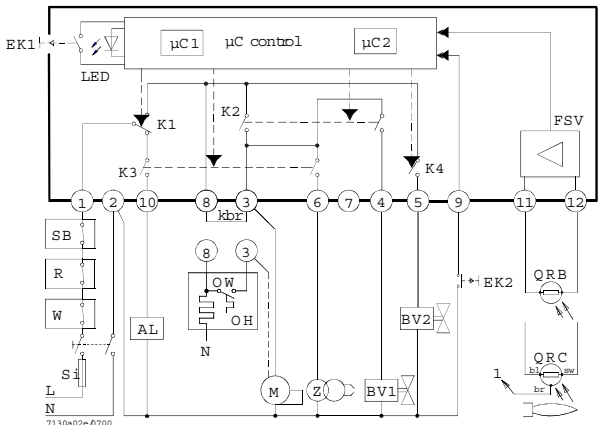 EK1
LED
µC1
µC control
µC2
K1
K2
FSV
K3
K4
1
2
10
8
3
6
7
4
5
9
11
12
kbr
SB
R
W
8
3
OW
OH
N
AL
EK2
QRB
BV2
Si
M
Z
BV1
QRC
bl
sw
br
1
L
N
7130a02e/0700